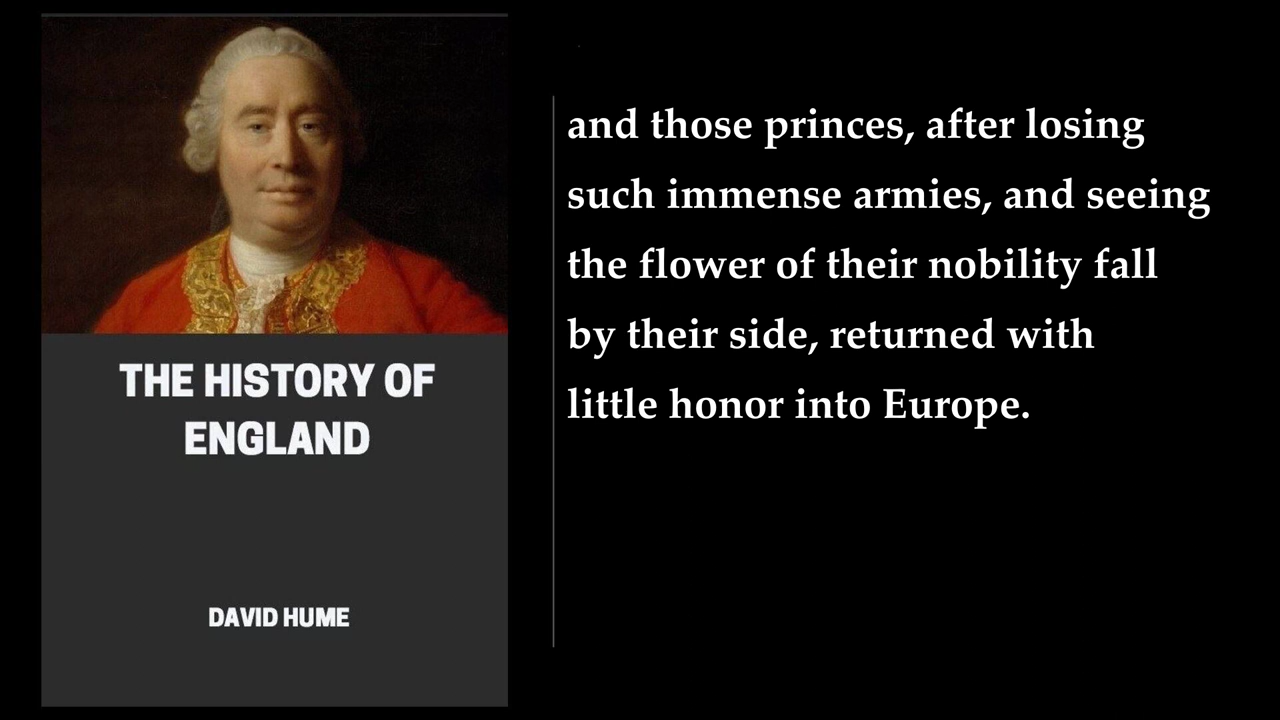 THE HISTORY OF
ENGLAND
DAVID HUME
and those princes, after losing
such immense armies, and seeing
the flower of their nobility fall
by their side, returned with
little honor into Europe.